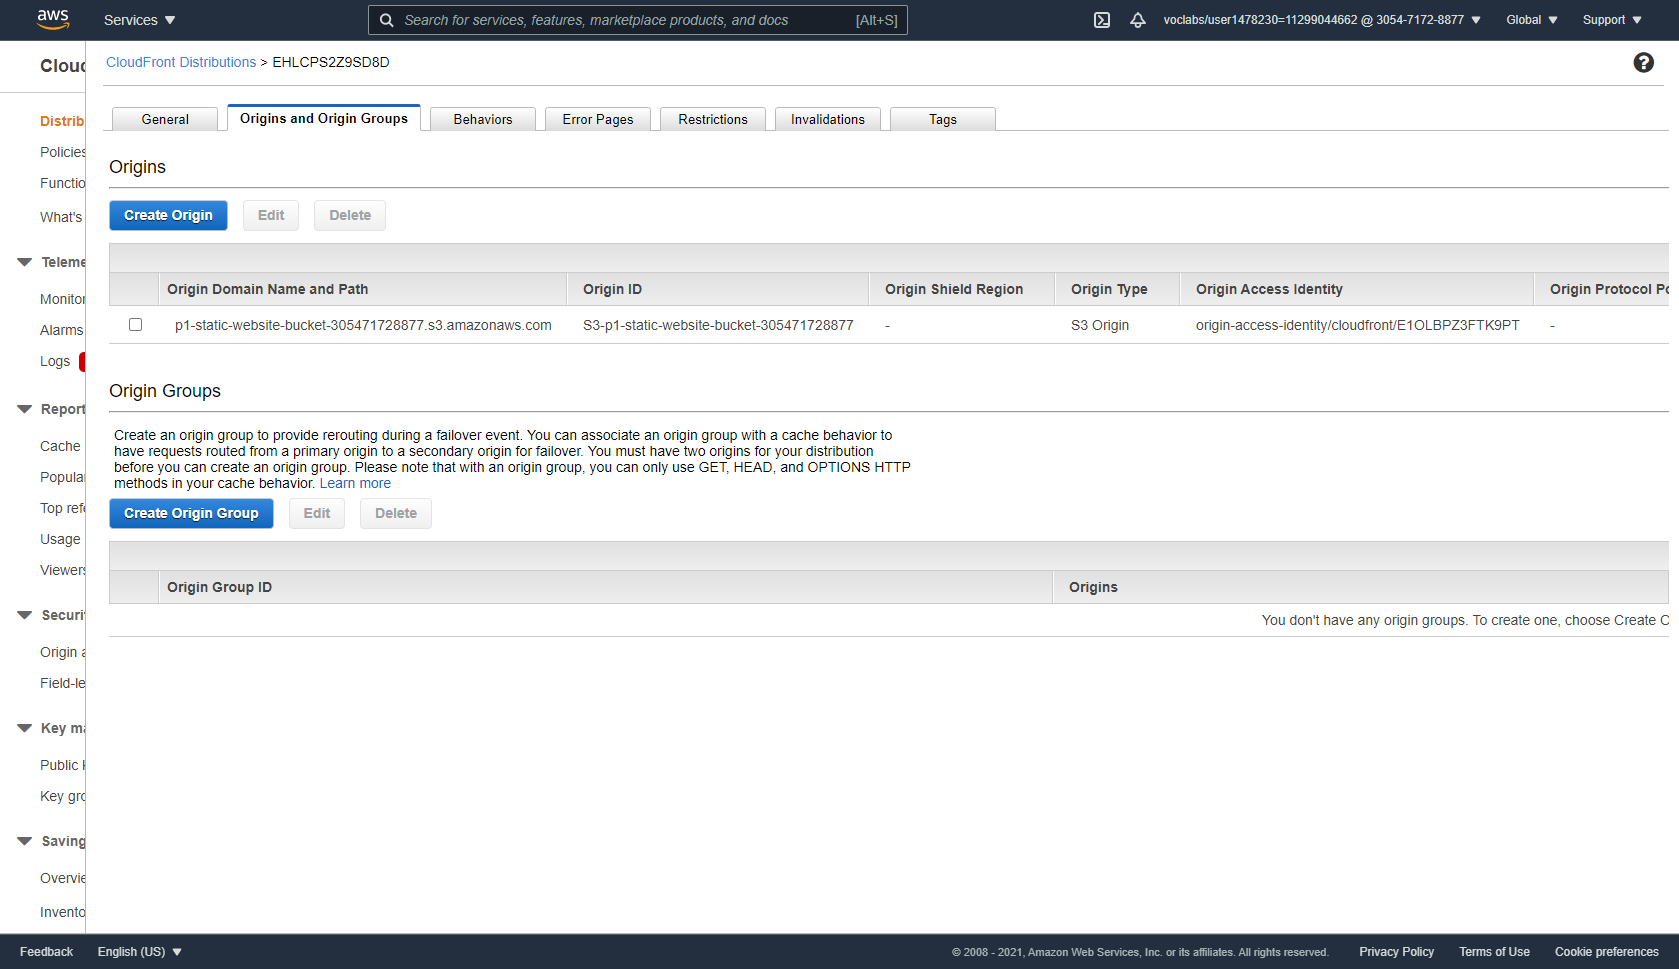 aws Services Search for services, features, marketplace products, and docs [Alt+S] voclabs/user1478230=11299044662 @ 3054-7172-8877 Global Support
Cloud
CloudFront Distributions > EHLCPS2Z9SD8D ?
General Origins and Origin Groups Behaviors Error Pages Restrictions Invalidations Tags
Distrib
Policies
Functio
What's
Teleme
Monitor
Alarms
Logs
Report
Cache
Popular
Top refe
Usage
Viewers
Securi
Origin a
Field-le
Key ma
Public k
Key gro
Saving
Overvie
Invento
Origins
Create Origin Edit Delete
Origin Domain Name and Path Origin ID Origin Shield Region Origin Type Origin Access Identity Origin Protocol Po
p1-static-website-bucket-305471728877.s3.amazonaws.com S3-p1-static-website-bucket-305471728877 - S3 Origin origin-access-identity/cloudfront/E1OLBPZ3FTK9PT -
Origin Groups
Create an origin group to provide rerouting during a failover event. You can associate an origin group with a cache behavior to
have requests routed from a primary origin to a secondary origin for failover. You must have two origins for your distribution
before you can create an origin group. Please note that with an origin group, you can only use GET, HEAD, and OPTIONS HTTP
methods in your cache behavior. Learn more
Create Origin Group Edit Delete
Origin Group ID Origins
You don't have any origin groups. To create one, choose Create O
Feedback English (US) © 2008 - 2021, Amazon Web Services, Inc. or its affiliates. All rights reserved. Privacy Policy Terms of Use Cookie preferences